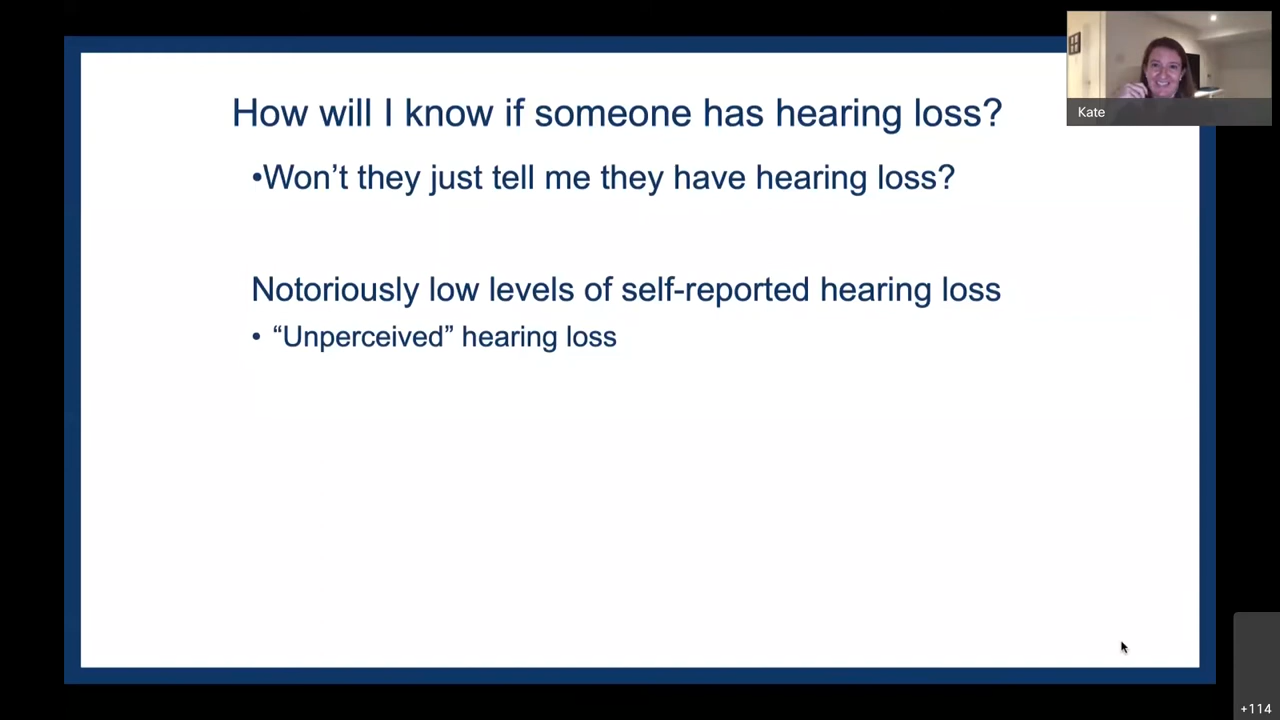 How will I know if someone has hearing loss?
•Won’t they just tell me they have hearing loss?
Notoriously low levels of self-reported hearing loss
• “Unperceived” hearing loss
Kate
+114